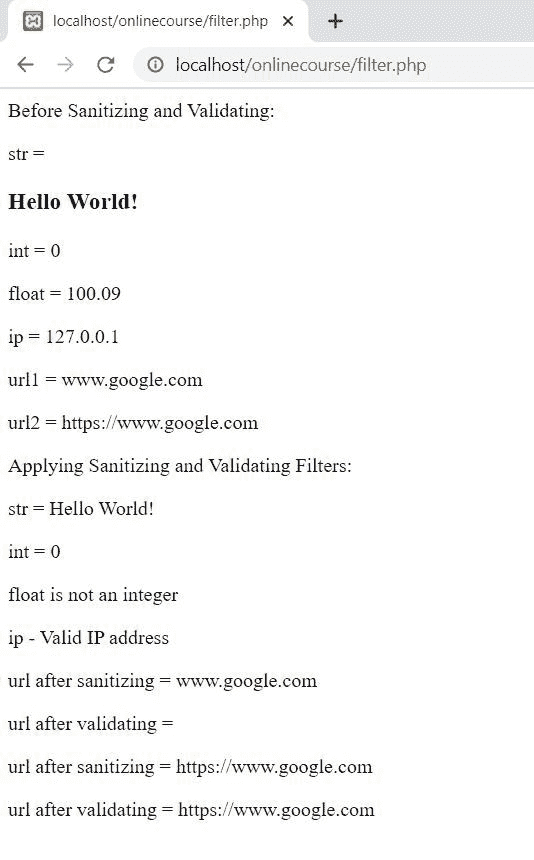 localhost/onlinecourse/filter.php
localhost/onlinecourse/filter.php
Before Sanitizing and Validating:
str =
Hello World!
int = 0
float = 100.09
ip = 127.0.0.1
url1 = www.google.com
url2 = https://www.google.com
Applying Sanitizing and Validating Filters:
str = Hello World!
int = 0
float is not an integer
ip - Valid IP address
url after sanitizing = www.google.com
url after validating =
url after sanitizing = https://www.google.com
url after validating = https://www.google.com